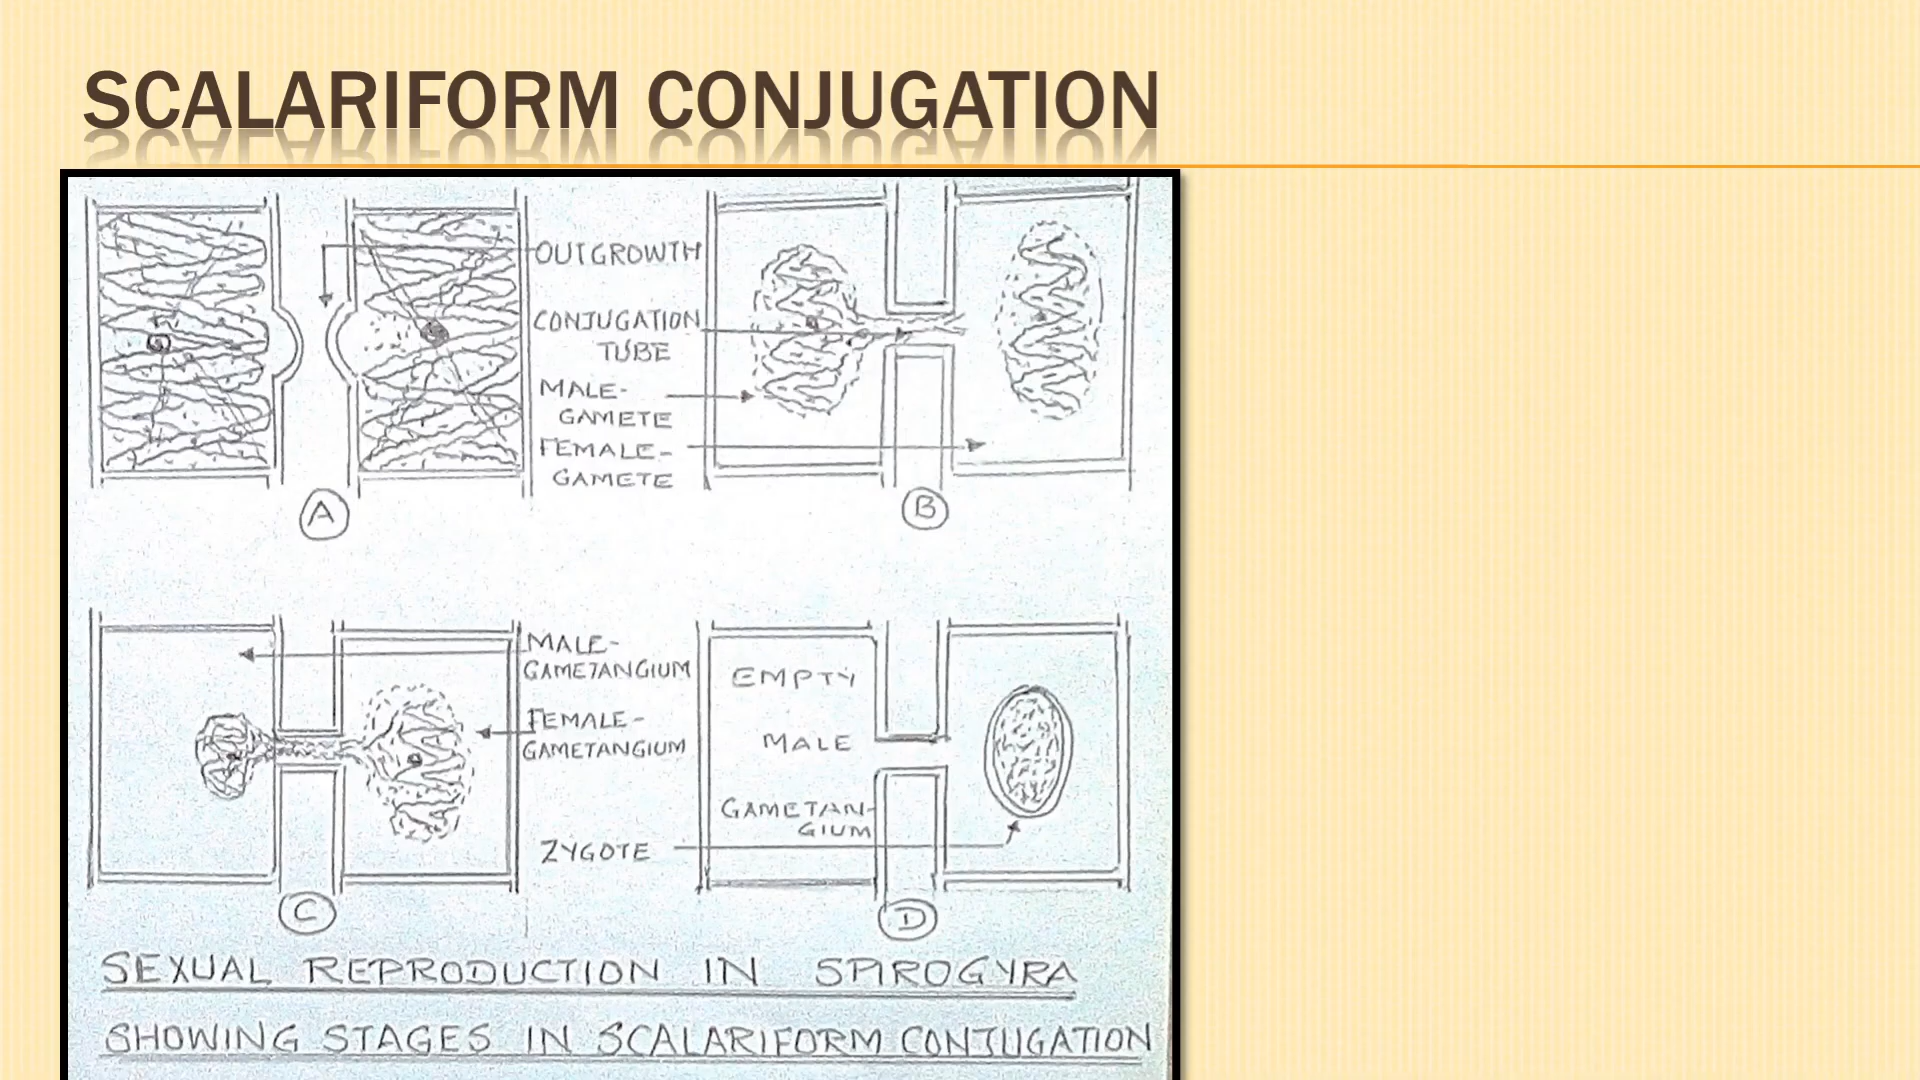 SCALARIFORM CONJUGATION
OUTGROWTH
CONJUGATION
TUBE
MALE-
GAMETE
FEMALE-
GAMETE
A
B
MALE-
GAMETANGIUM
FEMALE-
GAMETANGIUM
ZYGOTE
EMPTY
MALE
GAMETAN-
GIUM
C
D
SEXUAL REPRODUCTION IN SPIROGYRA
SHOWING STAGES IN SCALARIFORM CONJUGATION